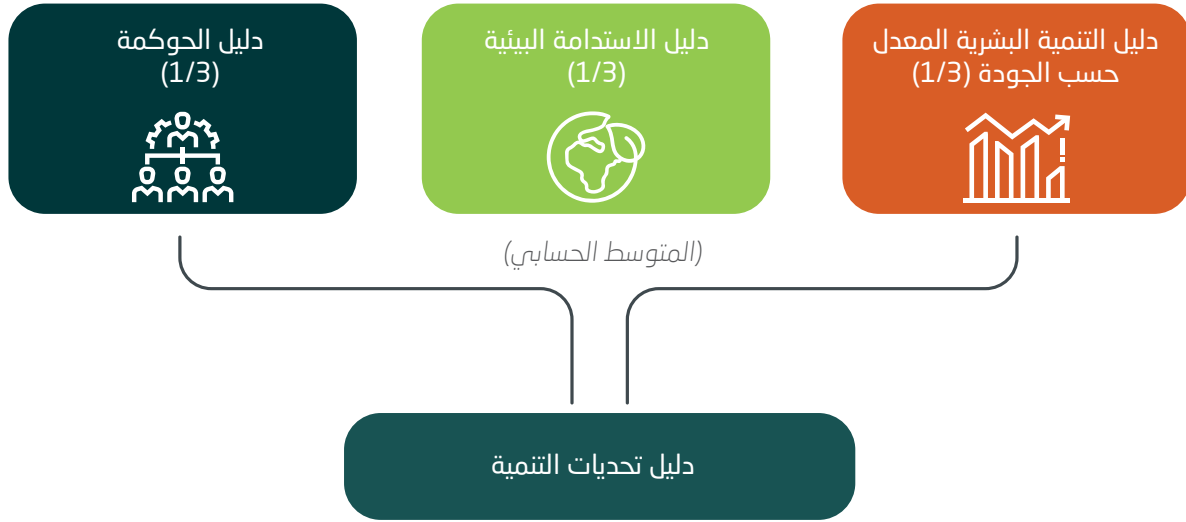 دليل التنمية البشرية المعدل
حسب الجودة (1/3)
دليل الاستدامة البيئية
(1/3)
دليل الحوكمة
(1/3)
(المتوسط الحسابي)
دليل تحديات التنمية